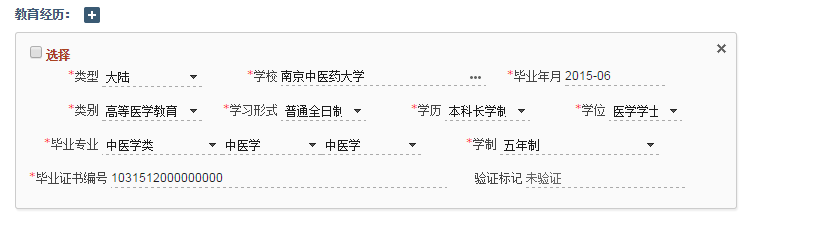 教育经历：
选择
*类型 大陆 *学校 南京中医药大学 *毕业年月 2015-06
*类别 高等医学教育 *学习形式 普通全日制 *学历 本科长学制 *学位 医学学士
*毕业专业 中医学类 中医学 中医学 *学制 五年制
*毕业证书编号 1031512000000000 验证标记 未验证